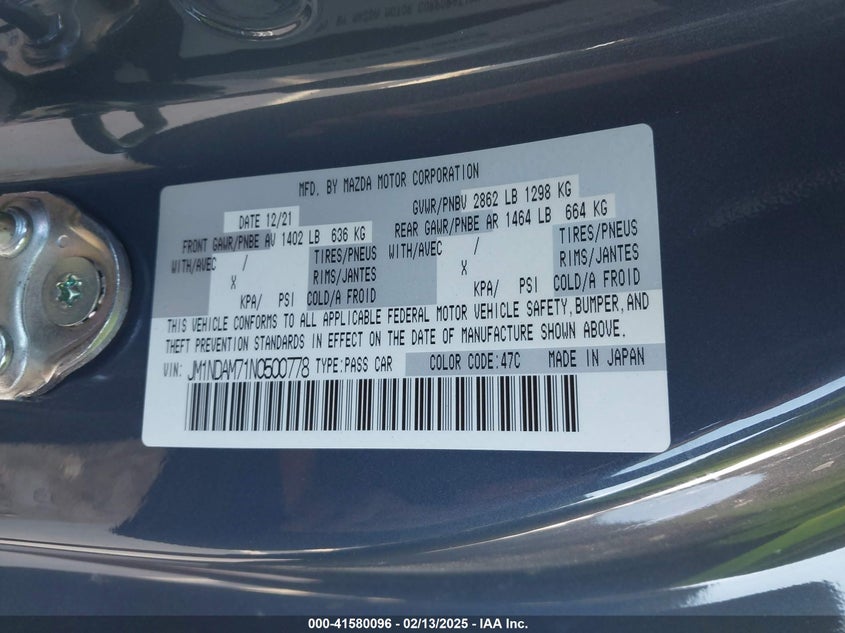 MFD. BY MAZDA MOTOR CORPORATION
DATE 12/21 GVWR/PNBV 2862 LB 1298 KG
FRONT GAWR/PNBE AV 1402 LB 636 KG REAR GAWR/PNBE AR 1464 LB 664 KG
WITH/AVEC / TIRES/PNEUS WITH/AVEC / TIRES/PNEUS
X RIMS/JANTES X RIMS/JANTES
KPA/ PSI COLD/A FROID KPA/ PSI COLD/A FROID
THIS VEHICLE CONFORMS TO ALL APPLICABLE FEDERAL MOTOR VEHICLE SAFETY, BUMPER, AND
THEFT PREVENTION STANDARDS IN EFFECT ON THE DATE OF MANUFACTURE SHOWN ABOVE.
VIN: JM1NDAM71N0500778 TYPE:PASS CAR COLOR CODE:47C MADE IN JAPAN
000-41580096 - 02/13/2025 - IAA Inc.